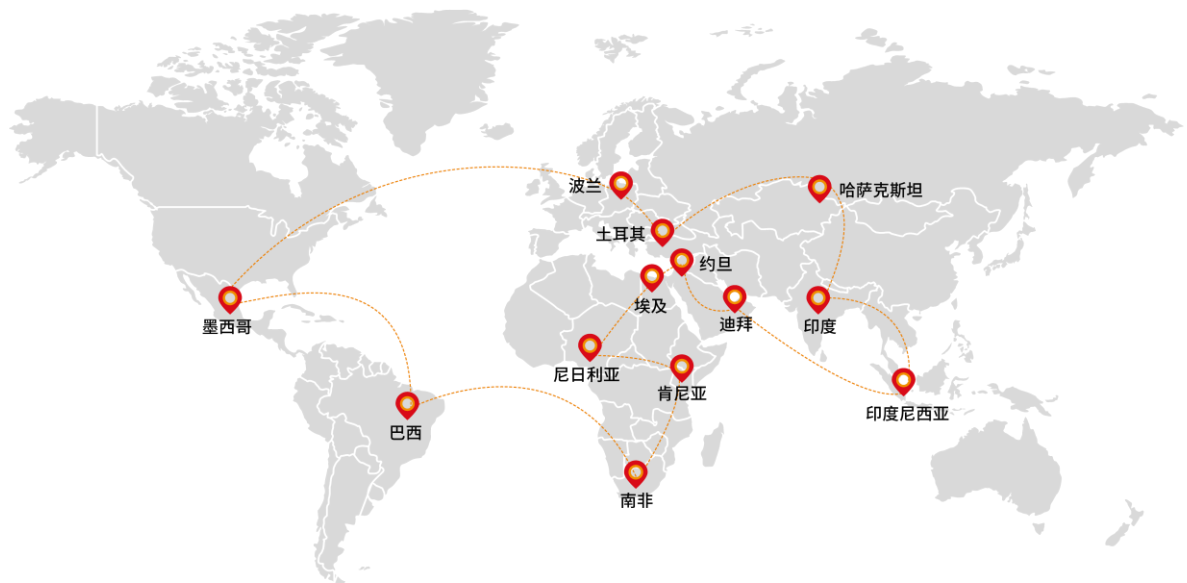 波兰
哈萨克斯坦
土耳其
约旦
埃及
迪拜
墨西哥
印度
尼日利亚
肯尼亚
印度尼西亚
巴西
南非